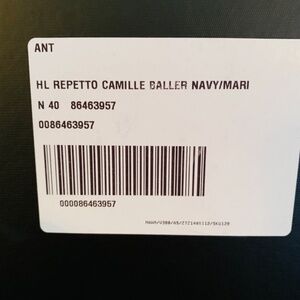 ANT
HL REPETTO CAMILLE BALLER NAVY/MARI
N 40 86463957
0086463957
000086463957